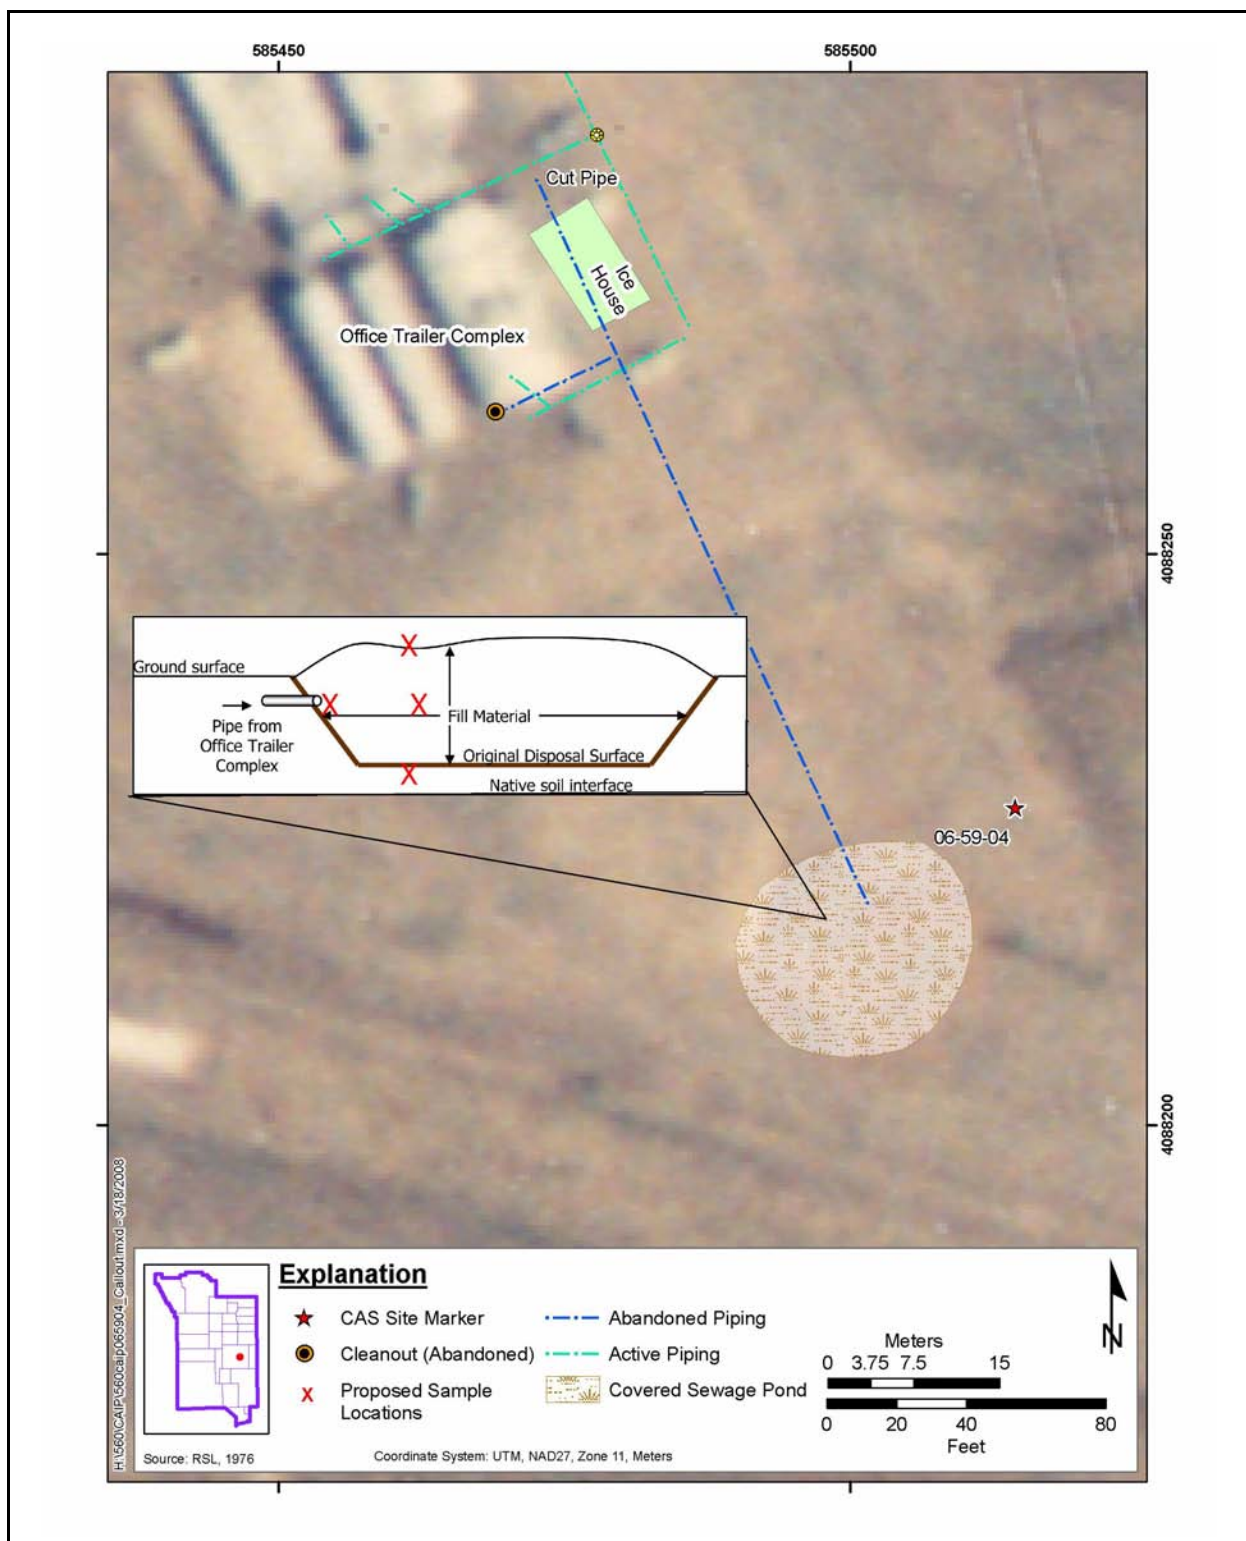 585450
585500
Cut Pipe
Ice
House
Office Trailer Complex
4088250
Ground surface
Pipe from
Office Trailer
Complex
Fill Material
Original Disposal Surface
Native soil interface
06-59-04
4088200
H:\560\CAIP\560caip065904_Callout.mxd - 3/18/2008
Explanation
CAS Site Marker
Cleanout (Abandoned)
X Proposed Sample
Locations
Abandoned Piping
Active Piping
Covered Sewage Pond
N
Meters
0 3.75 7.5 15
0 20 40 80
Feet
Source: RSL, 1976
Coordinate System: UTM, NAD27, Zone 11, Meters